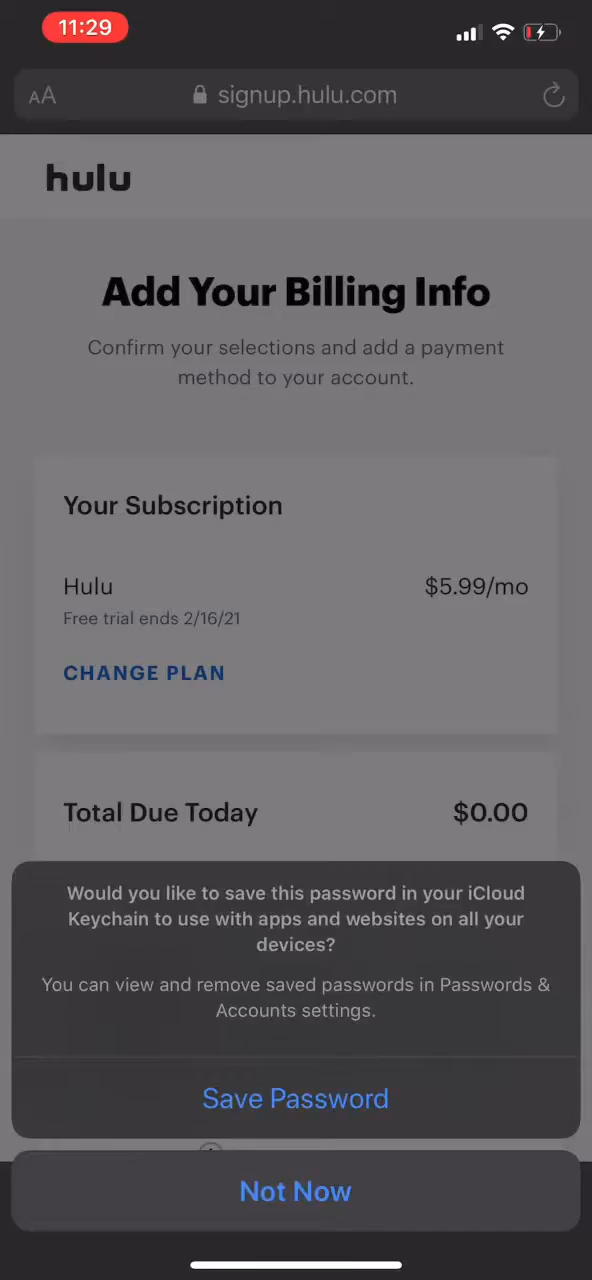 11:29
AA
signup.hulu.com
hulu
Add Your Billing Info
Confirm your selections and add a payment
method to your account.
Your Subscription
Hulu $5.99/mo
Free trial ends 2/16/21
CHANGE PLAN
Total Due Today $0.00
Would you like to save this password in your iCloud
Keychain to use with apps and websites on all your
devices?
You can view and remove saved passwords in Passwords &
Accounts settings.
Save Password
Not Now